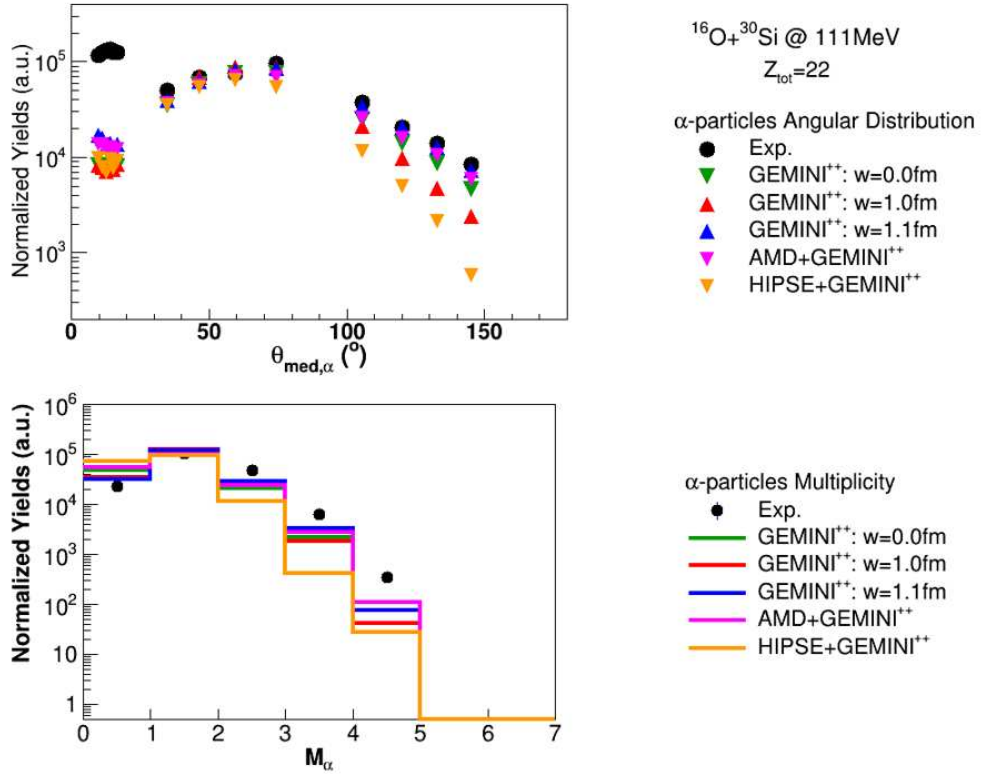 Normalized Yields (a.u.)
10⁵
10⁴
10³
0 50 100 150
θmed,α (°)
¹⁶O+³⁰Si @ 111MeV
Ztot=22
α-particles Angular Distribution
Exp.
GEMINI⁺⁺: w=0.0fm
GEMINI⁺⁺: w=1.0fm
GEMINI⁺⁺: w=1.1fm
AMD+GEMINI⁺⁺
HIPSE+GEMINI⁺⁺
Normalized Yields (a.u.)
10⁶
10⁵
10⁴
10³
10²
10
1
0 1 2 3 4 5 6 7
Mα
α-particles Multiplicity
Exp.
GEMINI⁺⁺: w=0.0fm
GEMINI⁺⁺: w=1.0fm
GEMINI⁺⁺: w=1.1fm
AMD+GEMINI⁺⁺
HIPSE+GEMINI⁺⁺